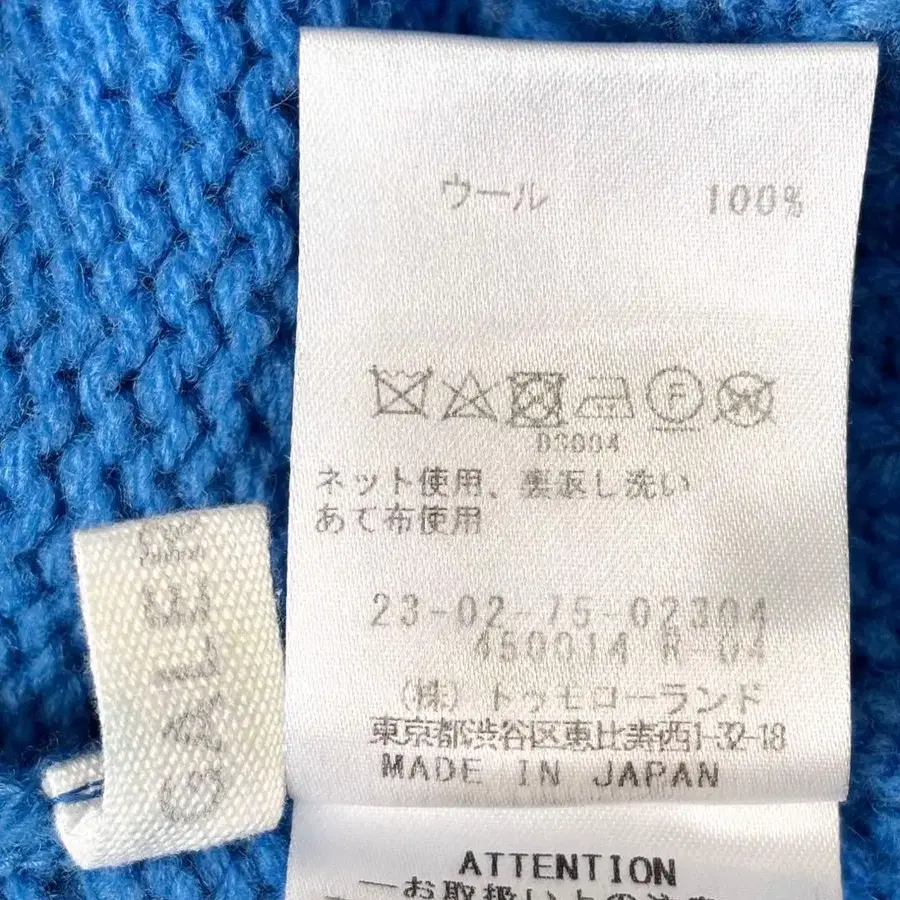 ウール 100%
F
D3004
ネット使用、裏返し洗い
あて布使用
23-02-75-02304
450014 R-04
(株) トゥモローランド
東京都渋谷区恵比寿西1-32-18
MADE IN JAPAN
ATTENTION
GALE